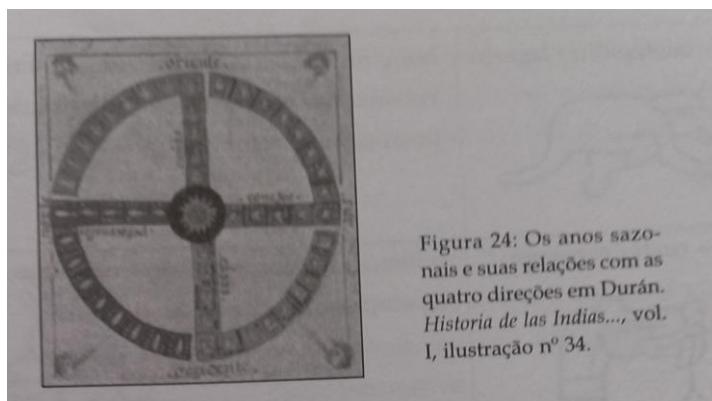 oriente
Figura 24: Os anos sazo-
nais e suas relações com as
quatro direções em Durán.
Historia de las Indias..., vol.
I, ilustração nº 34.